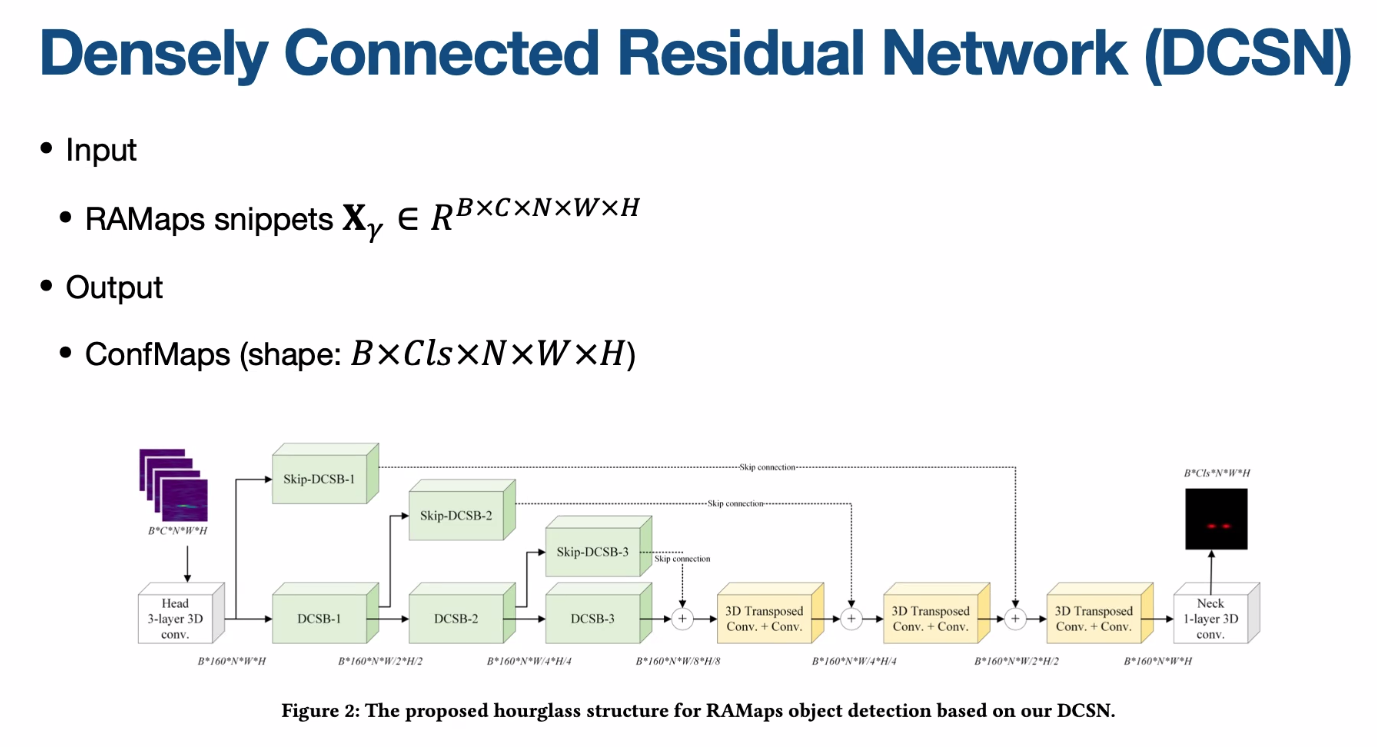 Densely Connected Residual Network (DCSN)
• Input
• RAMaps snippets 𝐗γ ∈ R^{B×C×N×W×H}
• Output
• ConfMaps (shape: B×Cls×N×W×H)
B*C*N*W*H
Head
3-layer 3D
conv.
Skip-DCSB-1
Skip-DCSB-2
Skip-DCSB-3
DCSB-1
DCSB-2
DCSB-3
Skip connection
Skip connection
Skip connection
+
3D Transposed
Conv. + Conv.
+
3D Transposed
Conv. + Conv.
+
3D Transposed
Conv. + Conv.
B*Cls*N*W*H
Neck
1-layer 3D
conv.
B*160*N*W*H
B*160*N*W/2*H/2
B*160*N*W/4*H/4
B*160*N*W/8*H/8
B*160*N*W/4*H/4
B*160*N*W/2*H/2
B*160*N*W*H
Figure 2: The proposed hourglass structure for RAMaps object detection based on our DCSN.